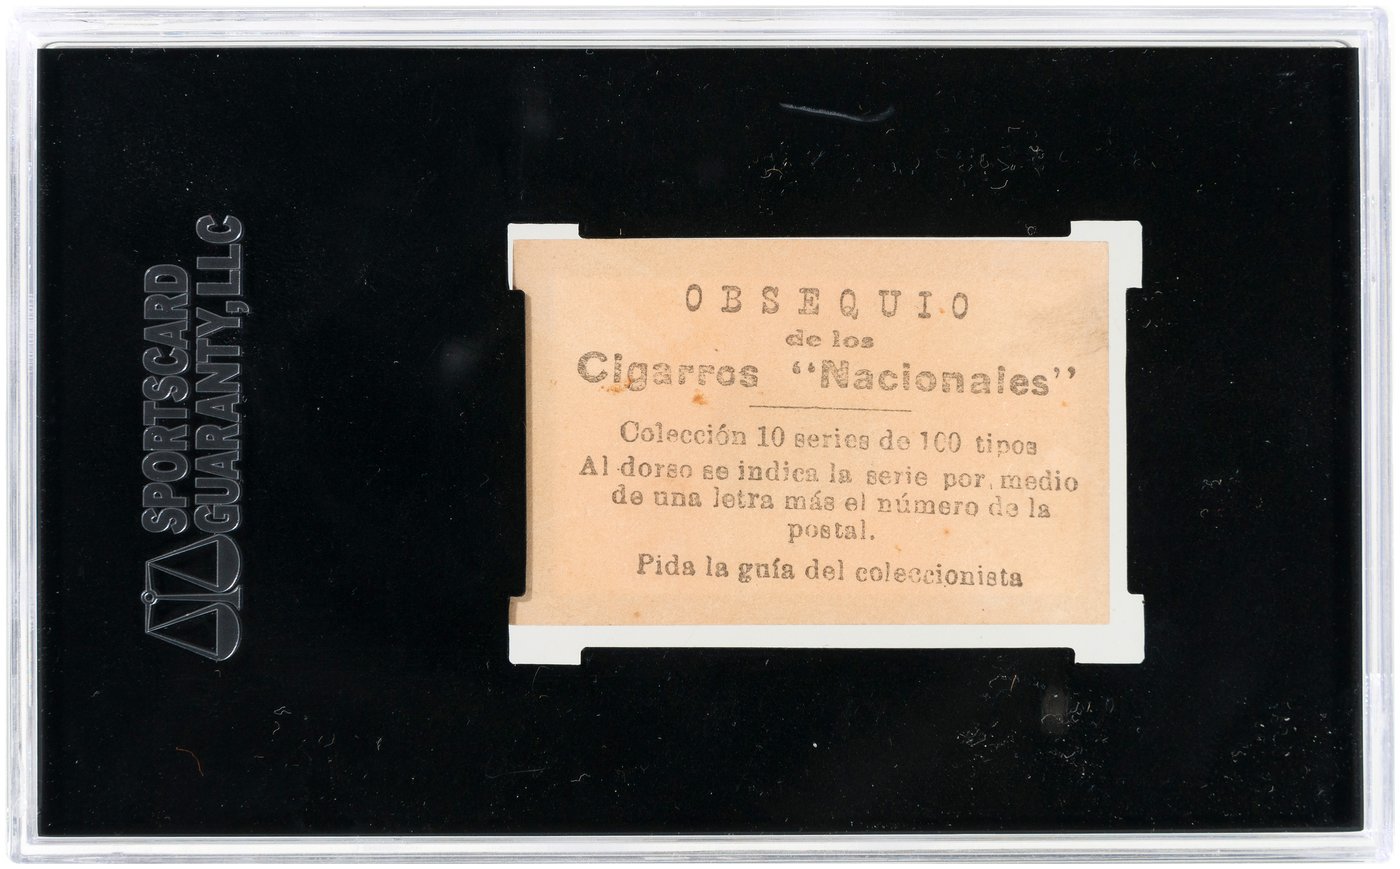 SPORTSCARD
GUARANTY,LLC
OBSEQUIO
de los
Cigarros "Nacionales"
Colección 10 series de 100 tipos
Al dorso se indica la serie por medio
de una letra más el número de la
postal.
Pida la guía del coleccionista